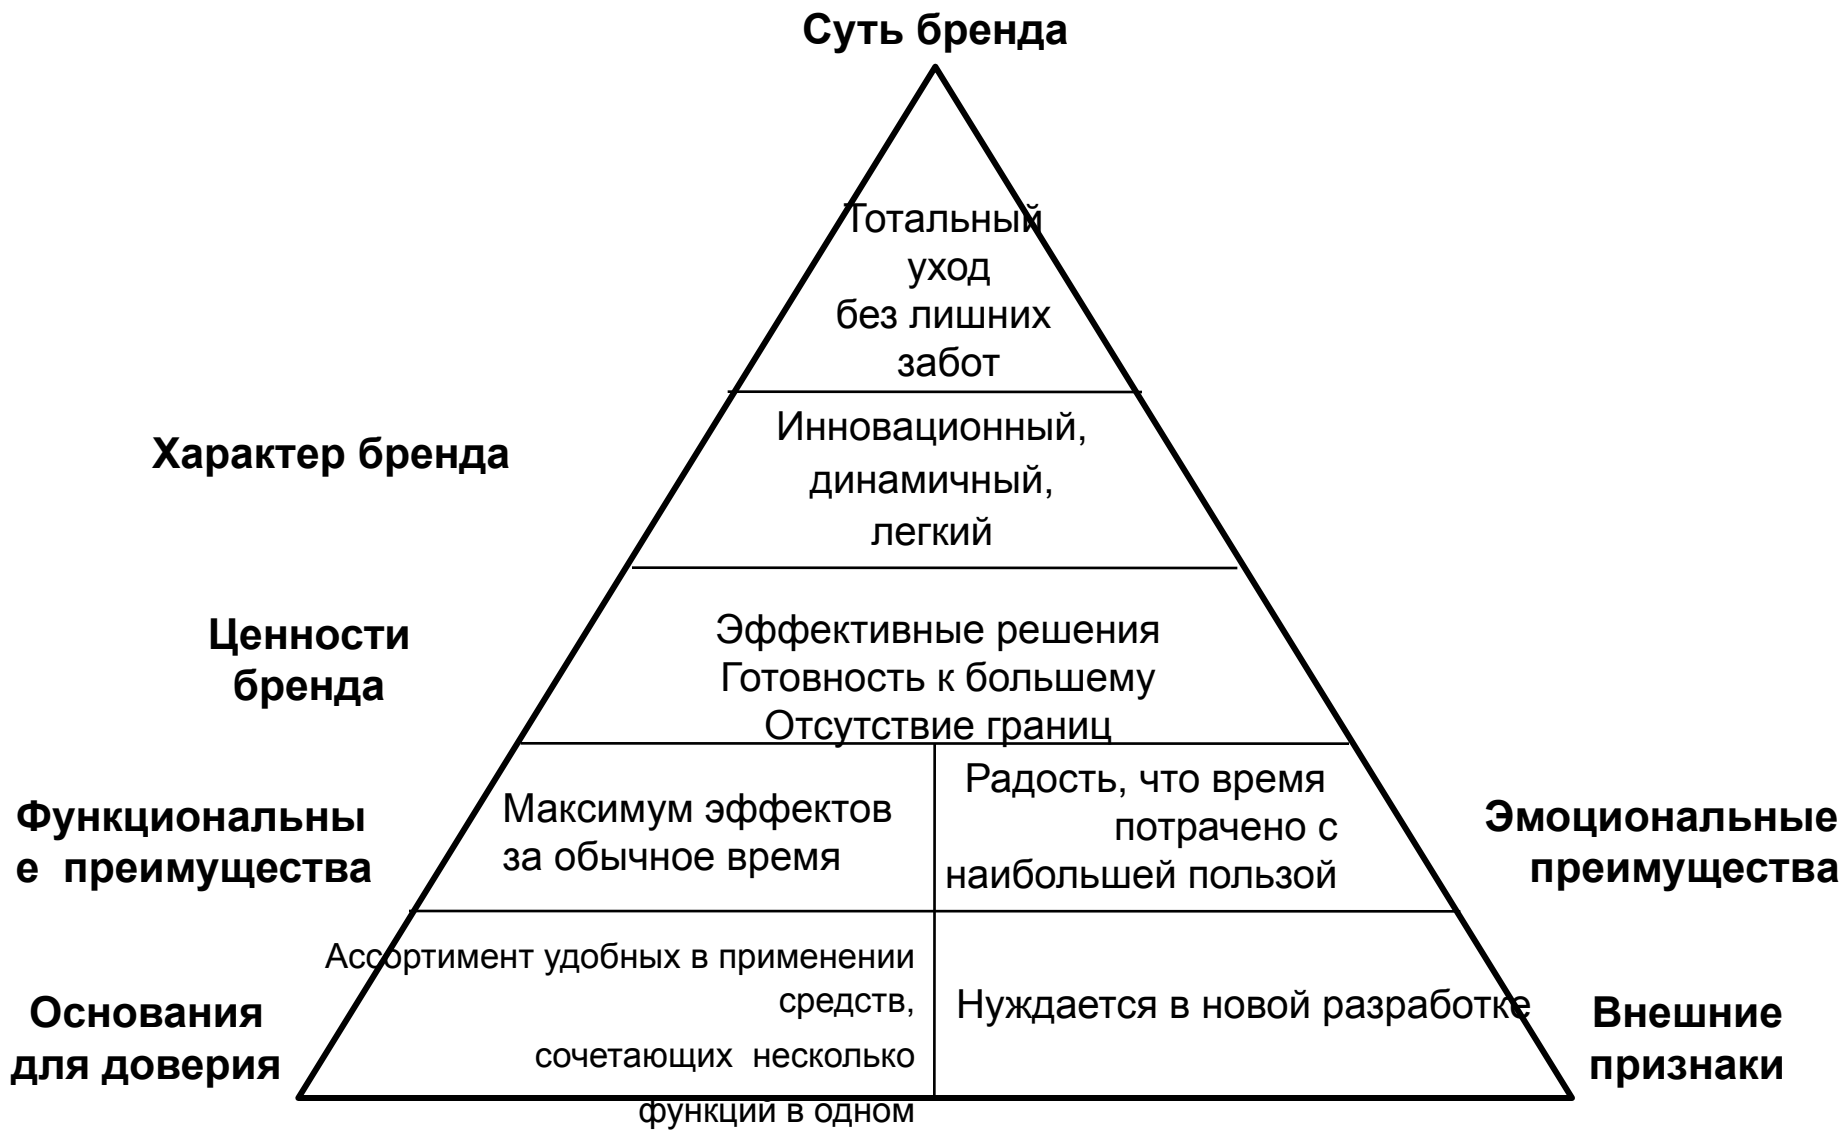 Суть бренда
Тотальный
уход
без лишних
забот
Характер бренда
Инновационный,
динамичный,
легкий
Ценности
бренда
Эффективные решения
Готовность к большему
Отсутствие границ
Функциональны
е  преимущества
Максимум эффектов
за обычное время
Радость, что время
потрачено с
наибольшей пользой
Эмоциональные
преимущества
Основания
для доверия
Ассортимент удобных в применении
средств,
сочетающих  несколько
функций в одном
Нуждается в новой разработке
Внешние
признаки